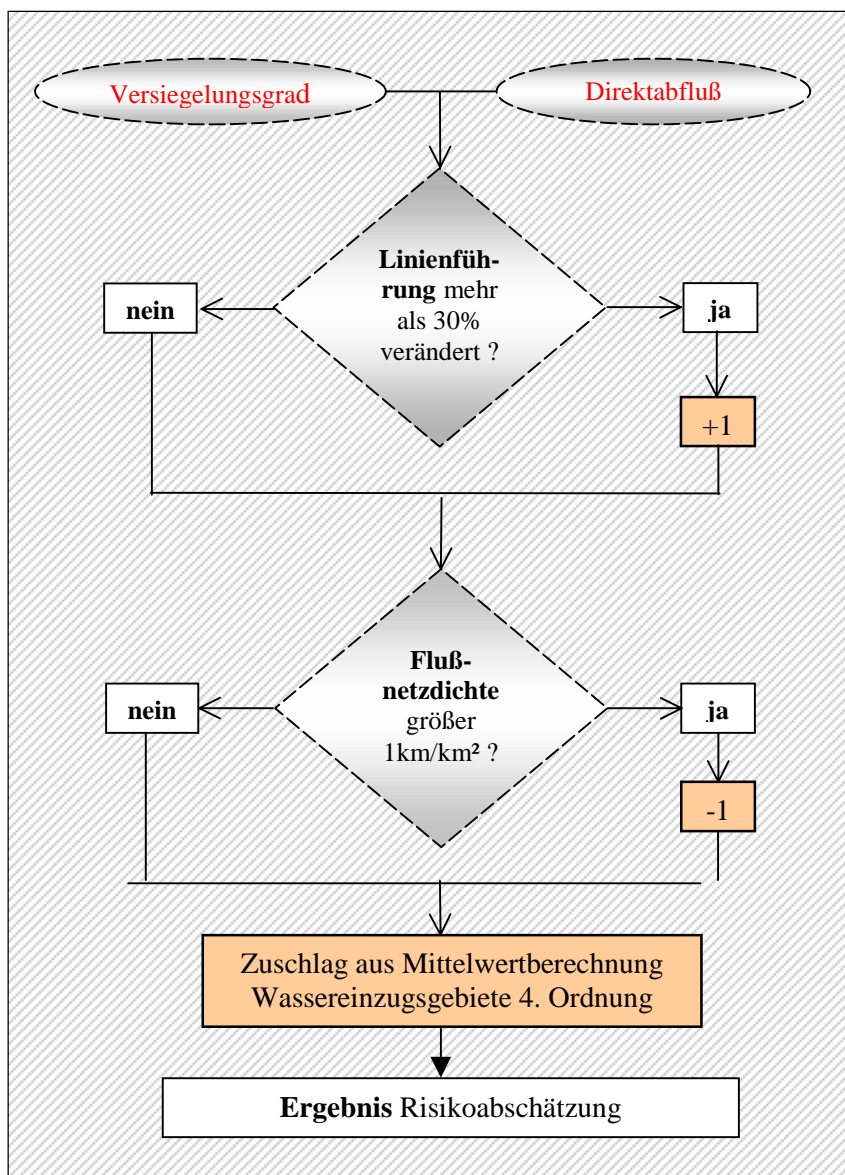 Versiegelungsgrad
Direktabfluß
Linienfüh-
rung mehr
als 30%
verändert ?
nein
ja
+1
Fluß-
netzdichte
größer
1km/km² ?
nein
ja
-1
Zuschlag aus Mittelwertberechnung
Wassereinzugsgebiete 4. Ordnung
Ergebnis Risikoabschätzung